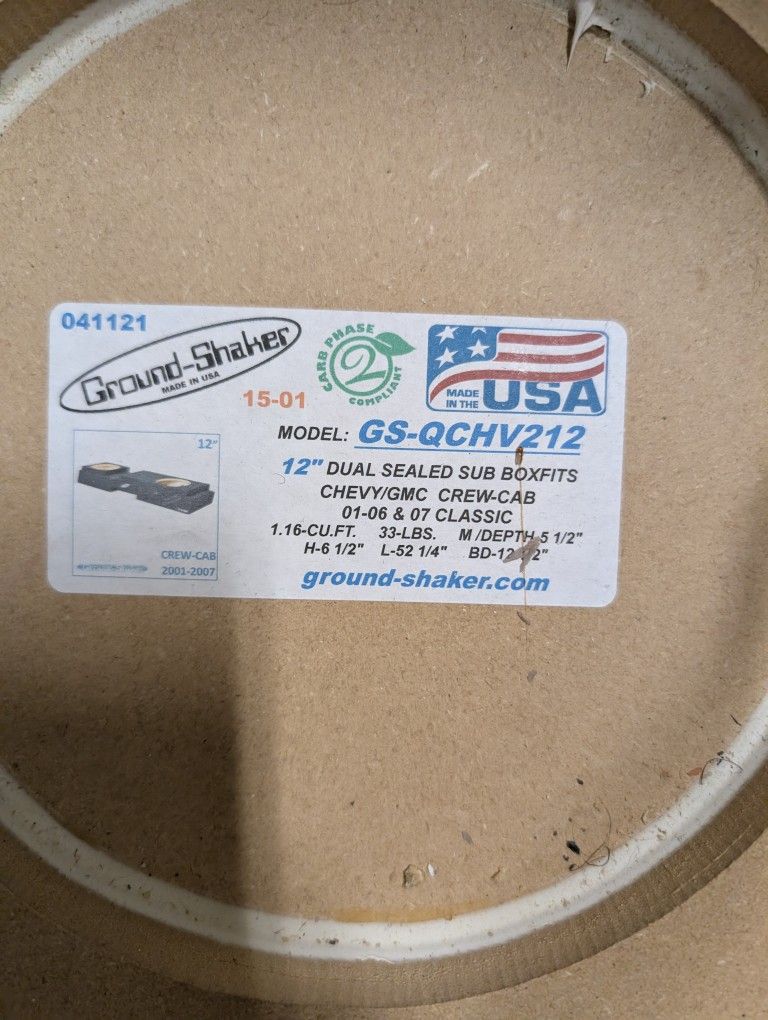 041121
Ground-Shaker
MADE IN USA
15-01
CARB PHASE
2
COMPLIANT
MADE
IN THE USA
MODEL: GS-QCHV212
12" DUAL SEALED SUB BOXFITS
CHEVY/GMC CREW-CAB
01-06 & 07 CLASSIC
1.16-CU.FT. 33-LBS. M/DEPTH 5 1/2"
H-6 1/2" L-52 1/4" BD-12
ground-shaker.com
12"
CREW-CAB
2001-2007